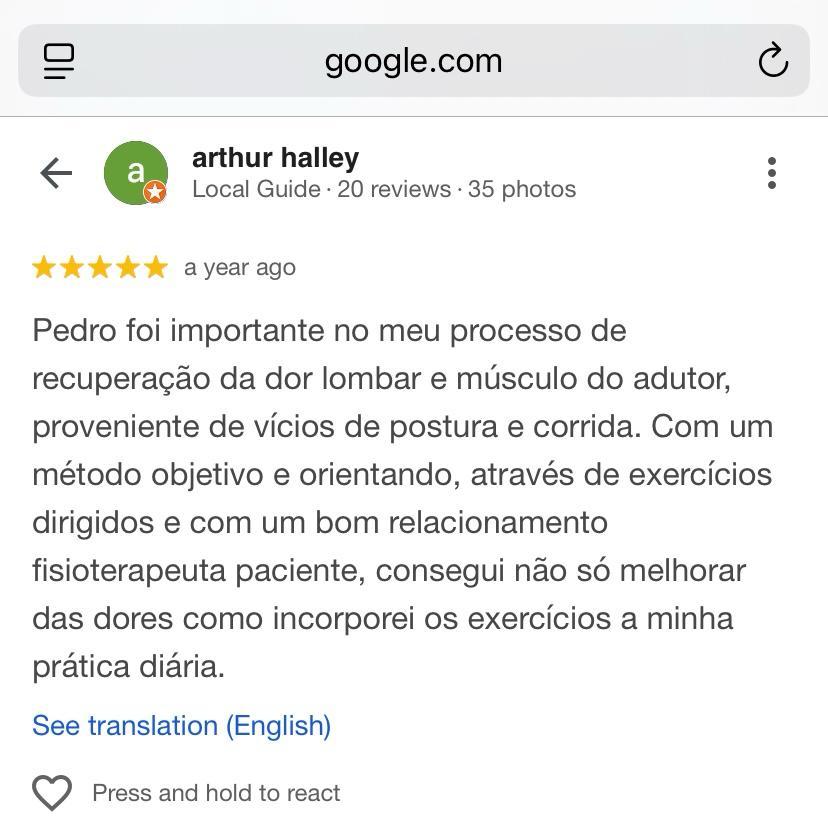 google.com
a
arthur halley
Local Guide · 20 reviews · 35 photos
a year ago
Pedro foi importante no meu processo de
recuperação da dor lombar e músculo do adutor,
proveniente de vícios de postura e corrida. Com um
método objetivo e orientando, através de exercícios
dirigidos e com um bom relacionamento
fisioterapeuta paciente, consegui não só melhorar
das dores como incorporei os exercícios a minha
prática diária.
See translation (English)
Press and hold to react